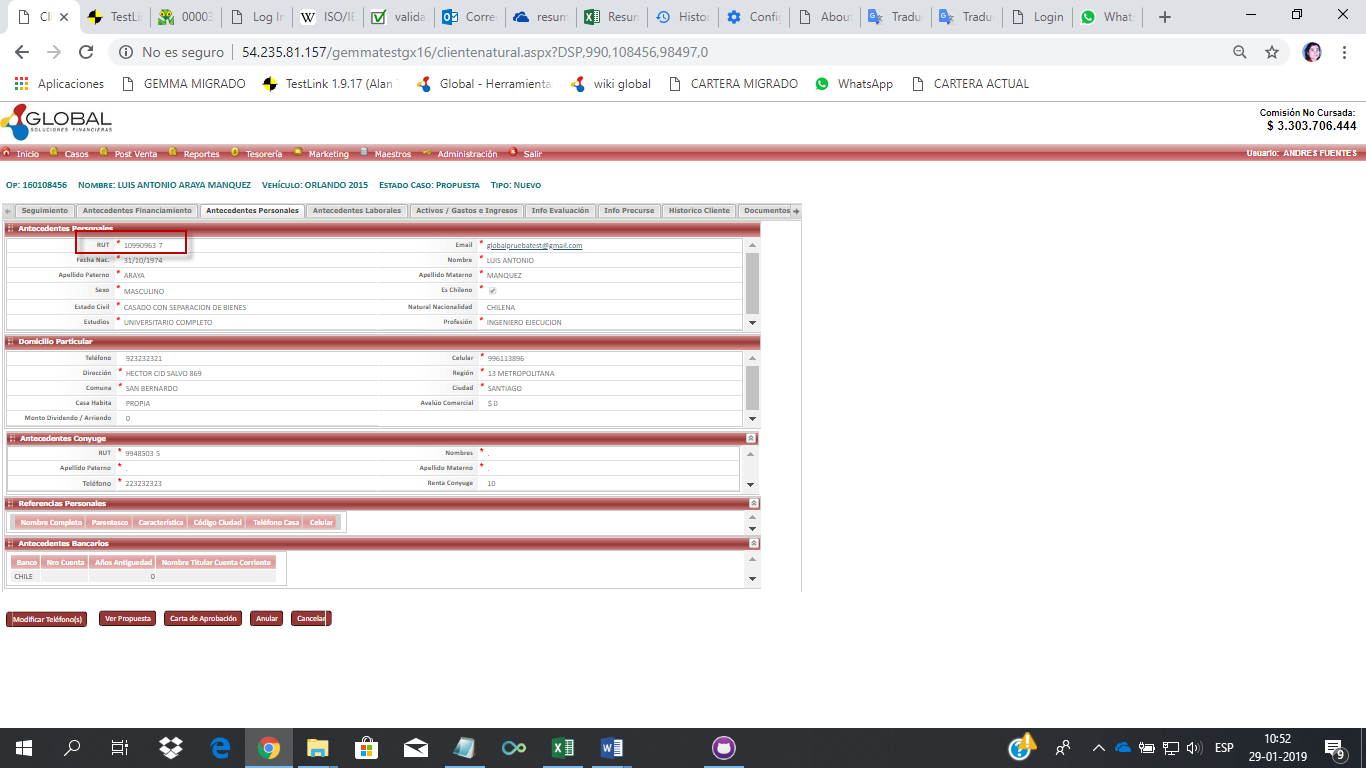 Cli
TestLin
00003
Log In
ISO/IE
valida
Corre
resum
Resun
Histor
Config
About
Tradu
Tradu
Login
What
No es seguro | 54.235.81.157/gemmatestgx16/clientenatural.aspx?DSP,990,108456,98497,0
Aplicaciones GEMMA MIGRADO TestLink 1.9.17 (Alan Global - Herramienta wiki global CARTERA MIGRADO WhatsApp CARTERA ACTUAL
GLOBAL
SOLUCIONES FINANCIERAS
Comisión No Cursada:
$ 3.303.706.444
Inicio Casos Post Venta Reportes Tesorería Marketing Maestros Administración Salir Usuario: ANDRES FUENTES
Op: 160108456 Nombre: LUIS ANTONIO ARAYA MANQUEZ Vehículo: ORLANDO 2015 Estado Caso: Propuesta Tipo: Nuevo
Seguimiento Antecedentes Financiamiento Antecedentes Personales Antecedentes Laborales Activos / Gastos e Ingresos Info Evaluación Info Precurse Historico Cliente Documentos
Antecedentes Personales
RUT * 10990963-7 Email * globalpruebatest@gmail.com
Fecha Nac. * 31/10/1974 Nombre * LUIS ANTONIO
Apellido Paterno * ARAYA Apellido Materno * MANQUEZ
Sexo * MASCULINO Es Chileno *
Estado Civil * CASADO CON SEPARACION DE BIENES Natural Nacionalidad CHILENA
Estudios * UNIVERSITARIO COMPLETO Profesión * INGENIERO EJECUCION
Domicilio Particular
Teléfono 923232321 Celular * 996113896
Dirección * HECTOR CID SALVO 869 Región * 13 METROPOLITANA
Comuna * SAN BERNARDO Ciudad * SANTIAGO
Casa Habita PROPIA Avalúo Comercial $ 0
Monto Dividendo / Arriendo 0
Antecedentes Conyuge
RUT * 9948503-5 Nombres * .
Apellido Paterno * . Apellido Materno * .
Teléfono * 223232323 Renta Conyuge 10
Referencias Personales
Nombre Completo Parentesco Característica Código Ciudad Teléfono Casa Celular
Antecedentes Bancarios
Banco Nro Cuenta Años Antiguedad Nombre Titular Cuenta Corriente
CHILE 0
Modificar Teléfono(s) Ver Propuesta Carta de Aprobación Anular Cancelar
ESP
10:52
29-01-2019
9